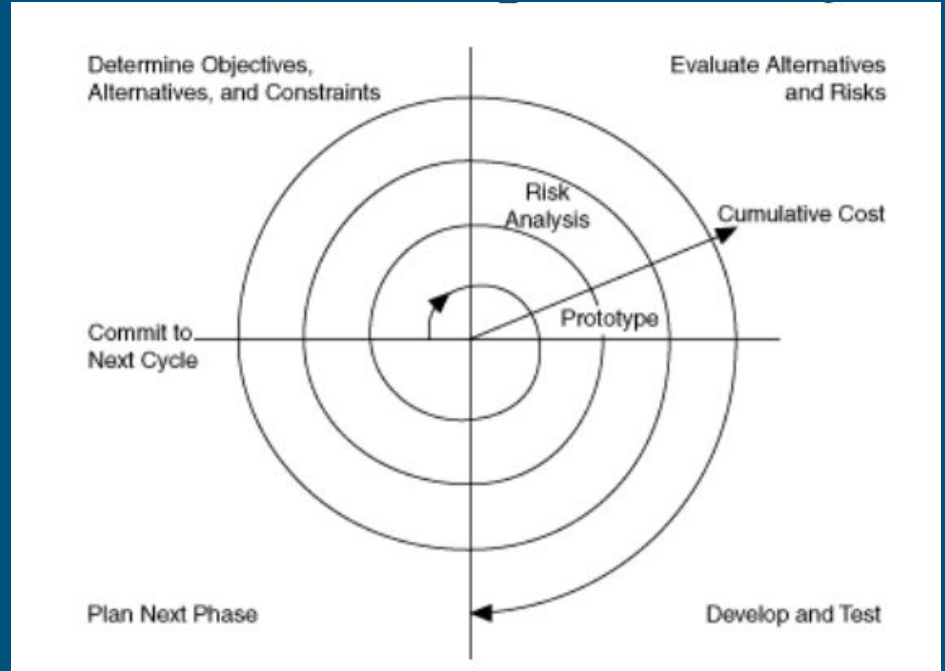 Determine Objectives,
Alternatives, and Constraints
Evaluate Alternatives
and Risks
Risk
Analysis
Cumulative Cost
Prototype
Commit to
Next Cycle
Plan Next Phase
Develop and Test